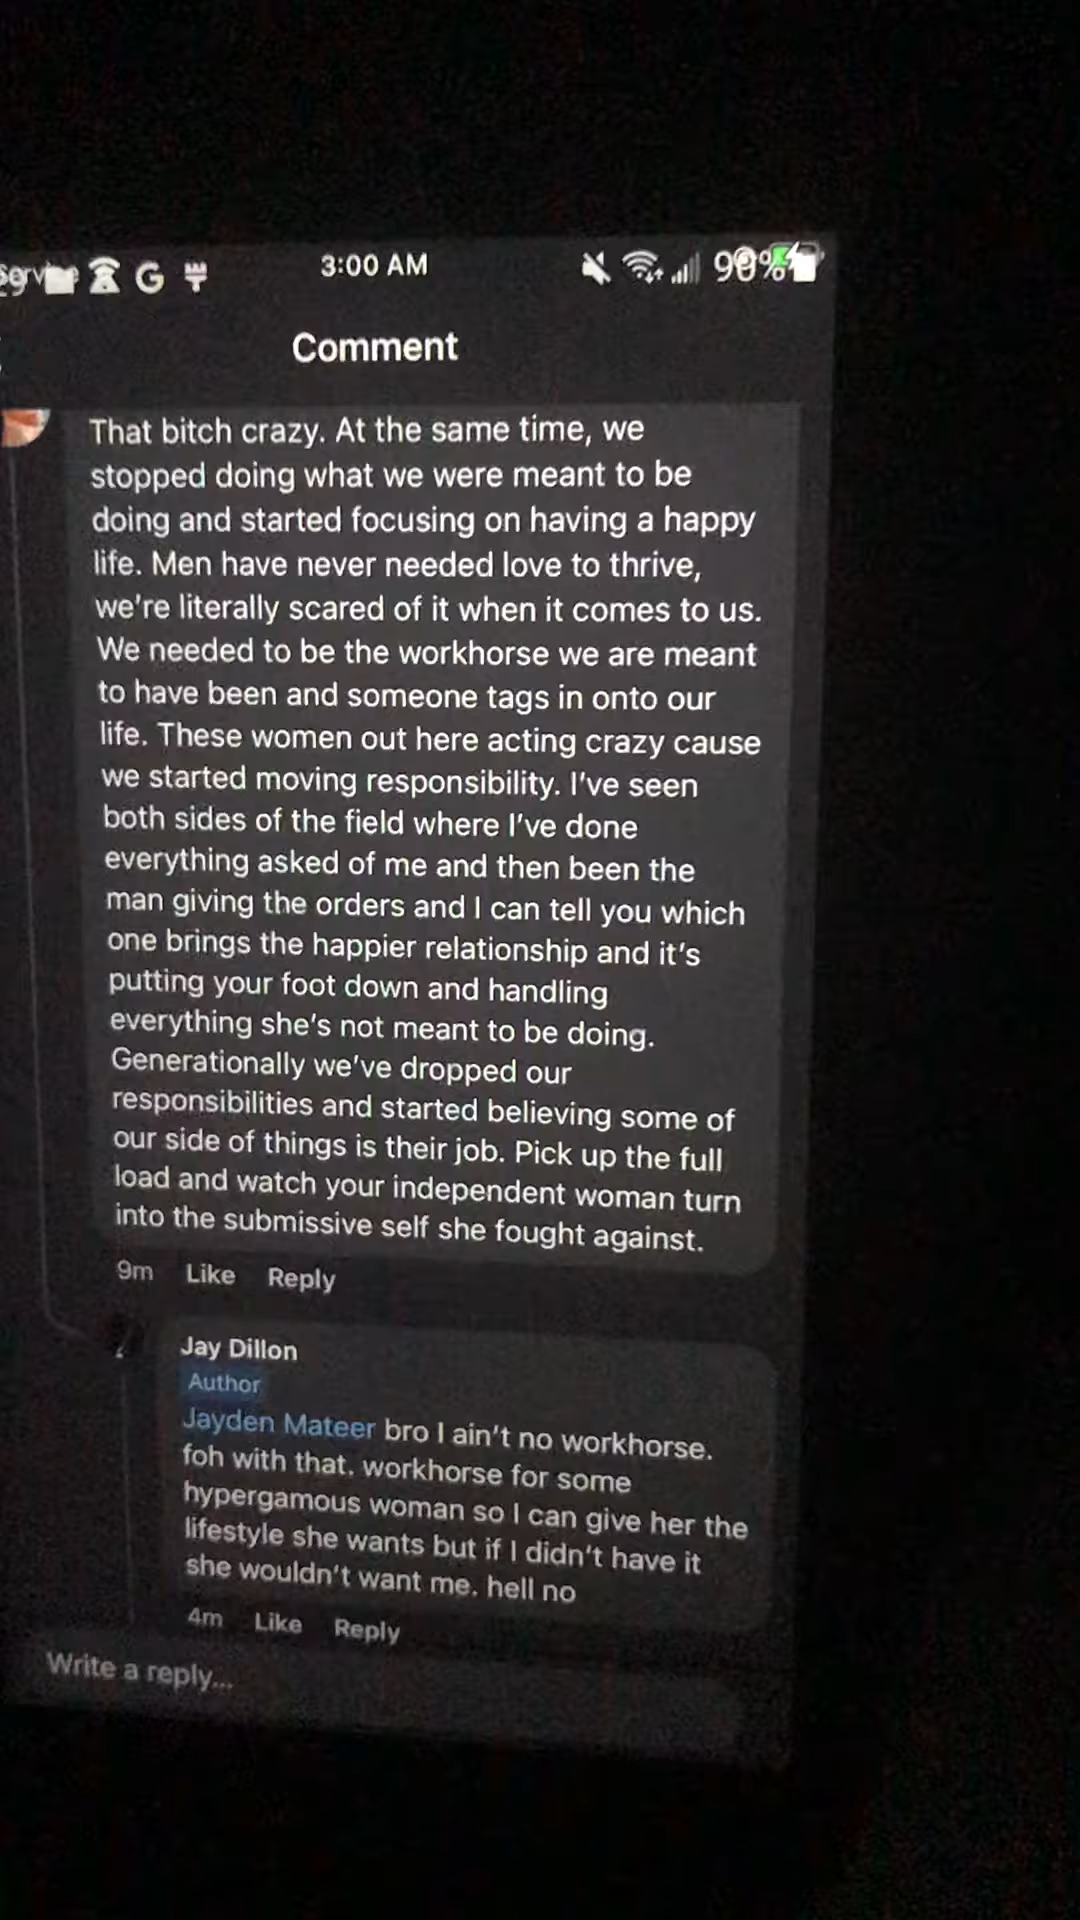 G
3:00 AM
Comment
That bitch crazy. At the same time, we
stopped doing what we were meant to be
doing and started focusing on having a happy
life. Men have never needed love to thrive,
we're literally scared of it when it comes to us.
We needed to be the workhorse we are meant
to have been and someone tags in onto our
life. These women out here acting crazy cause
we started moving responsibility. I've seen
both sides of the field where I've done
everything asked of me and then been the
man giving the orders and I can tell you which
one brings the happier relationship and it's
putting your foot down and handling
everything she's not meant to be doing.
Generationally we've dropped our
responsibilities and started believing some of
our side of things is their job. Pick up the full
load and watch your independent woman turn
into the submissive self she fought against.
9m Like Reply
Jay Dillon
Author
Jayden Mateer bro I ain't no workhorse.
foh with that. workhorse for some
hypergamous woman so I can give her the
lifestyle she wants but if I didn't have it
she wouldn't want me. hell no
4m Like Reply
Write a reply...